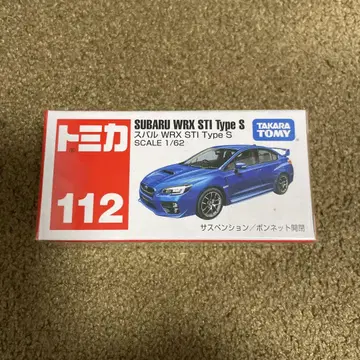 トミカ
112
SUBARU WRX STI Type S
スバル WRX STI Type S
SCALE 1/62
TAKARA
TOMY
サスペンション/ボンネット開閉